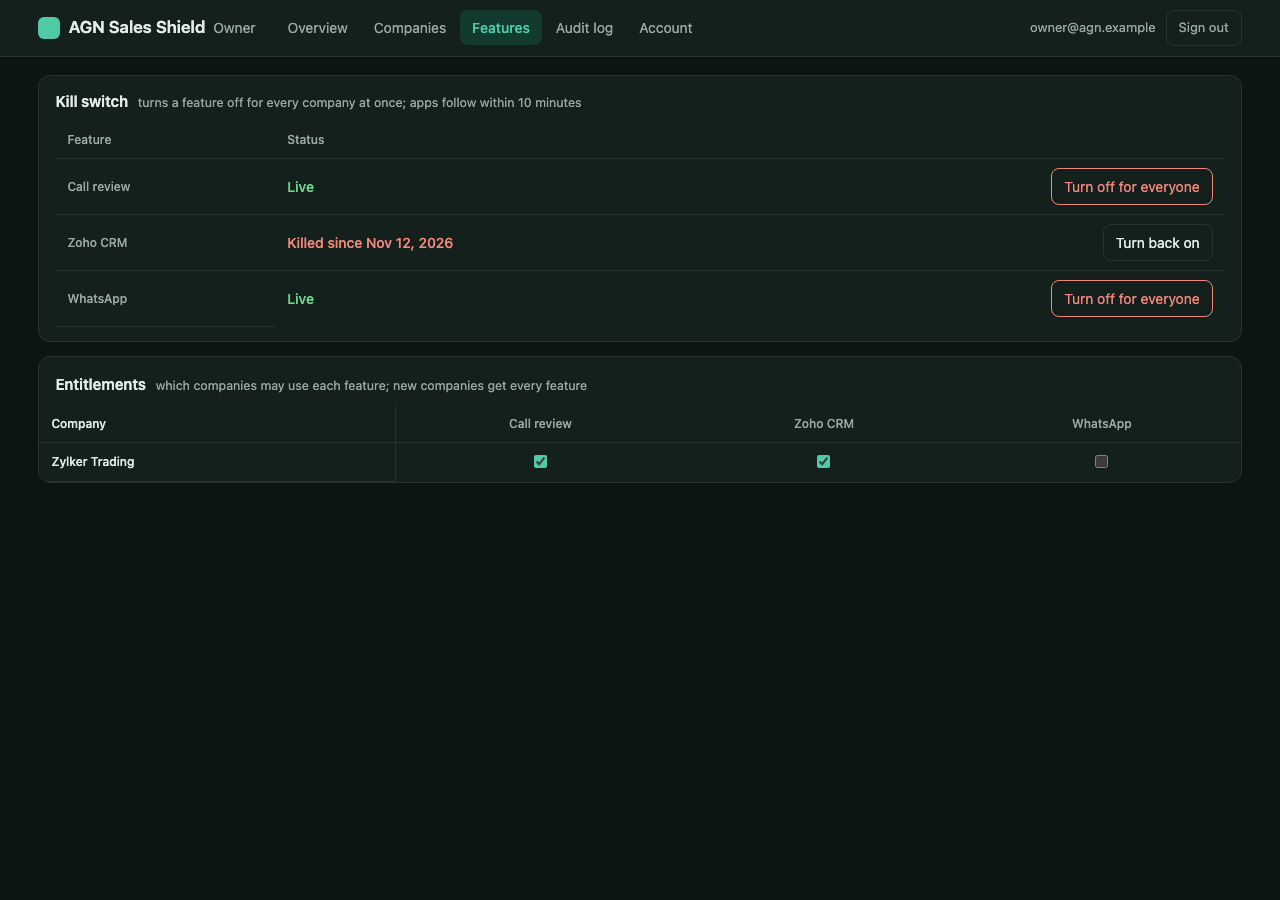 AGN Sales Shield Owner Overview Companies Features Audit log Account owner@agn.example Sign out
Kill switch turns a feature off for every company at once; apps follow within 10 minutes
Feature Status
Call review Live Turn off for everyone
Zoho CRM Killed since Nov 12, 2026 Turn back on
WhatsApp Live Turn off for everyone
Entitlements which companies may use each feature; new companies get every feature
Company Call review Zoho CRM WhatsApp
Zylker Trading